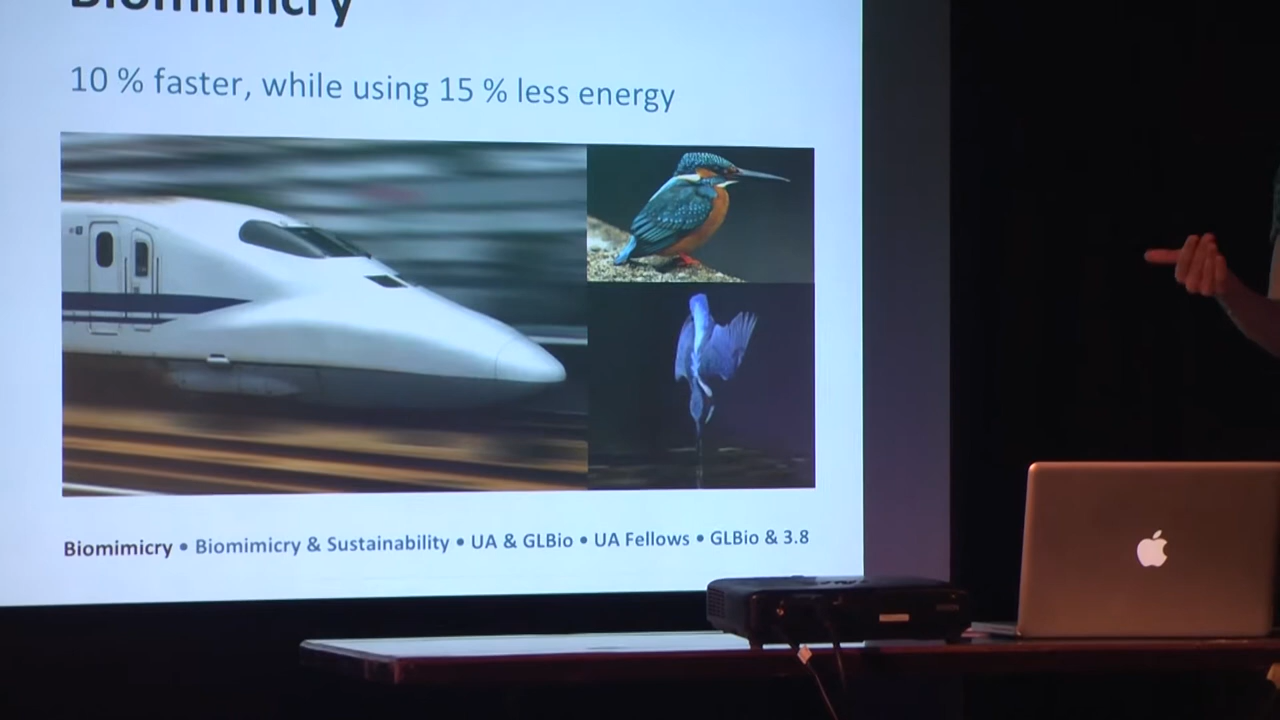 Biomimicry
10 % faster, while using 15 % less energy
Biomimicry • Biomimicry & Sustainability • UA & GLBio • UA Fellows • GLBio & 3.8